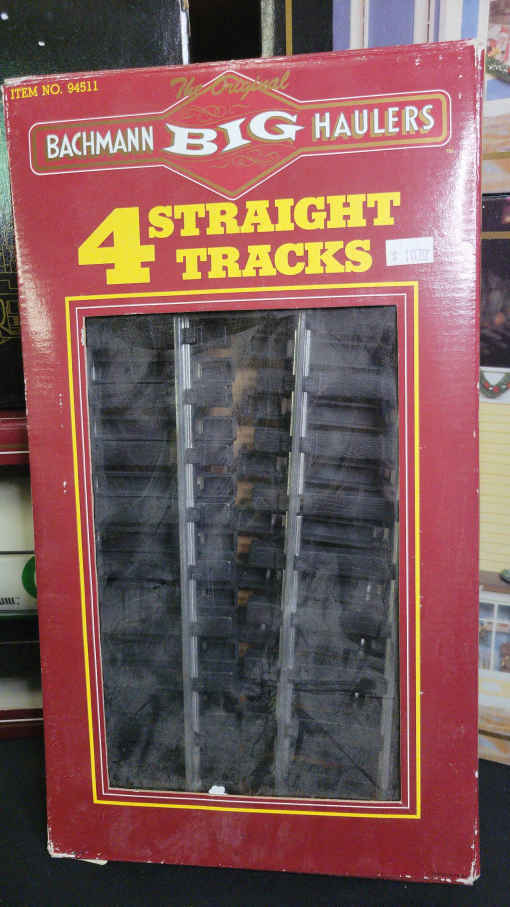 ITEM NO. 94511
The Original
BACHMANN BIG HAULERS
4 STRAIGHT
TRACKS